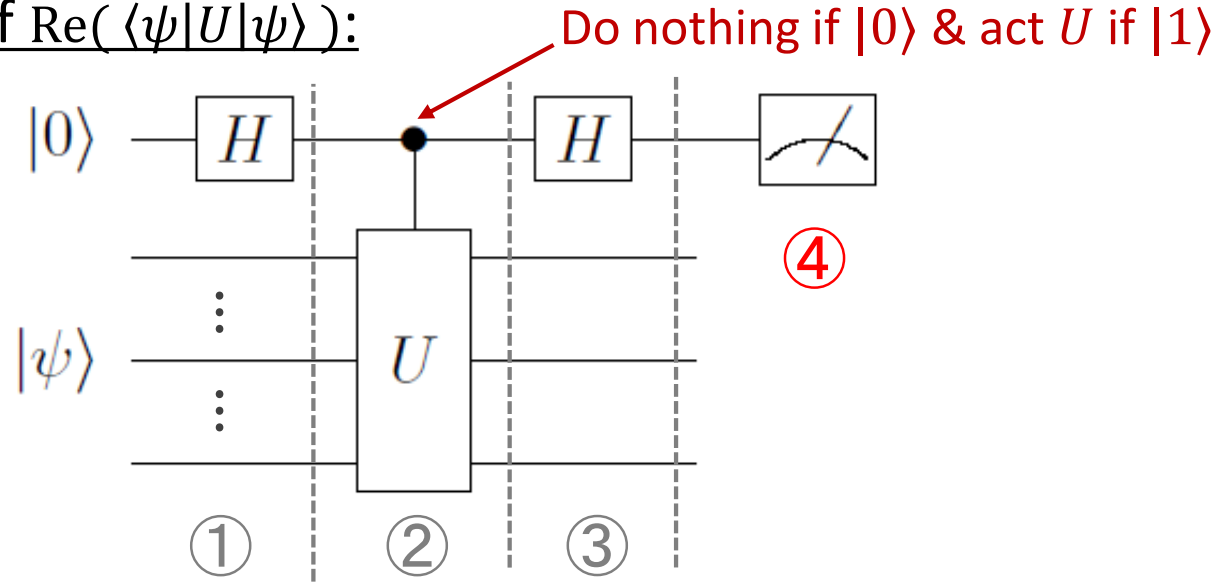 f Re( ⟨ψ|U|ψ⟩ ):
Do nothing if |0⟩ & act U if |1⟩
|0⟩ H H
④
|ψ⟩ U
① ② ③